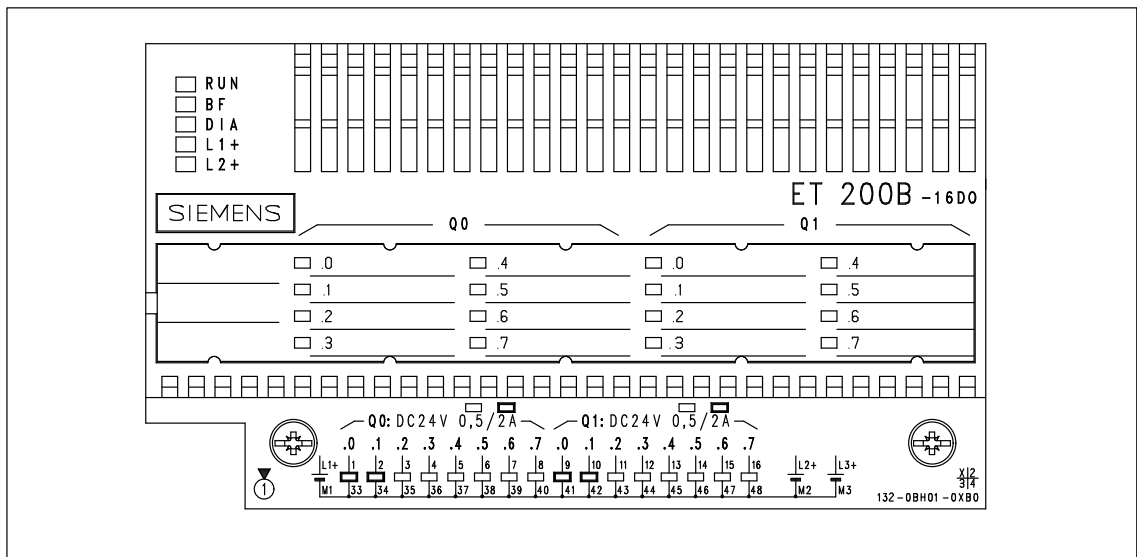 RUN
BF
DIA
L1+
L2+
ET 200B -16DO
SIEMENS
Q0 Q1
.0 .4 .0 .4
.1 .5 .1 .5
.2 .6 .2 .6
.3 .7 .3 .7
Q0: DC24V 0,5/2A Q1: DC24V 0,5/2A
.0 .1 .2 .3 .4 .5 .6 .7 .0 .1 .2 .3 .4 .5 .6 .7
L1+ 1 2 3 4 5 6 7 8 9 10 11 12 13 14 15 16 L2+ L3+
X 2
3 4
1 M1 33 34 35 36 37 38 39 40 41 42 43 44 45 46 47 48 M2 M3
132-0BH01-0XB0